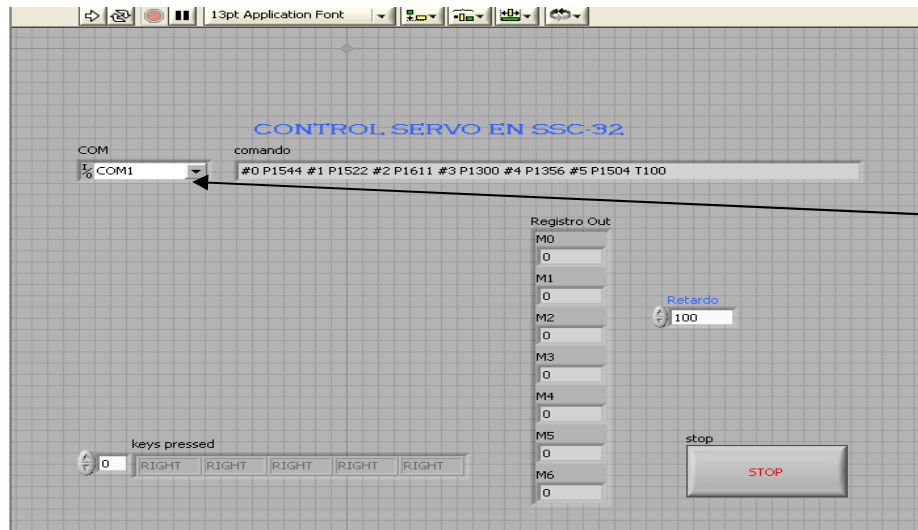 13pt Application Font
CONTROL SERVO EN SSC-32
COM
comando
COM1
#0 P1544 #1 P1522 #2 P1611 #3 P1300 #4 P1356 #5 P1504 T100
Registro Out
M0
0
M1
0
Retardo
100
M2
0
M3
0
M4
0
M5
0
M6
0
keys pressed
0
RIGHT RIGHT RIGHT RIGHT RIGHT
stop
STOP